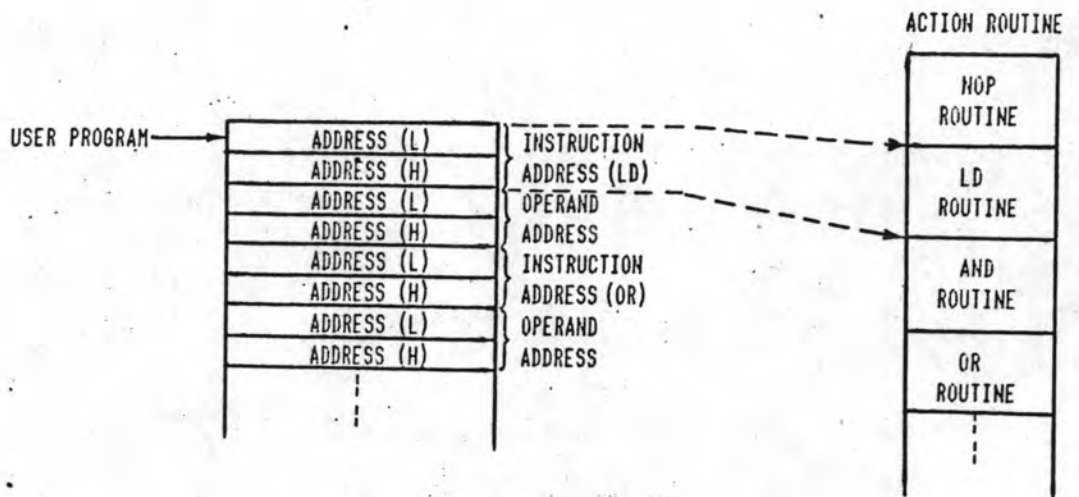 ACTION ROUTINE
NOP
ROUTINE
USER PROGRAM
ADDRESS (L)
ADDRESS (H)
ADDRESS (L)
ADDRESS (H)
ADDRESS (L)
ADDRESS (H)
ADDRESS (L)
ADDRESS (H)
INSTRUCTION
ADDRESS (LD)
OPERAND
ADDRESS
INSTRUCTION
ADDRESS (OR)
OPERAND
ADDRESS
LD
ROUTINE
AND
ROUTINE
OR
ROUTINE